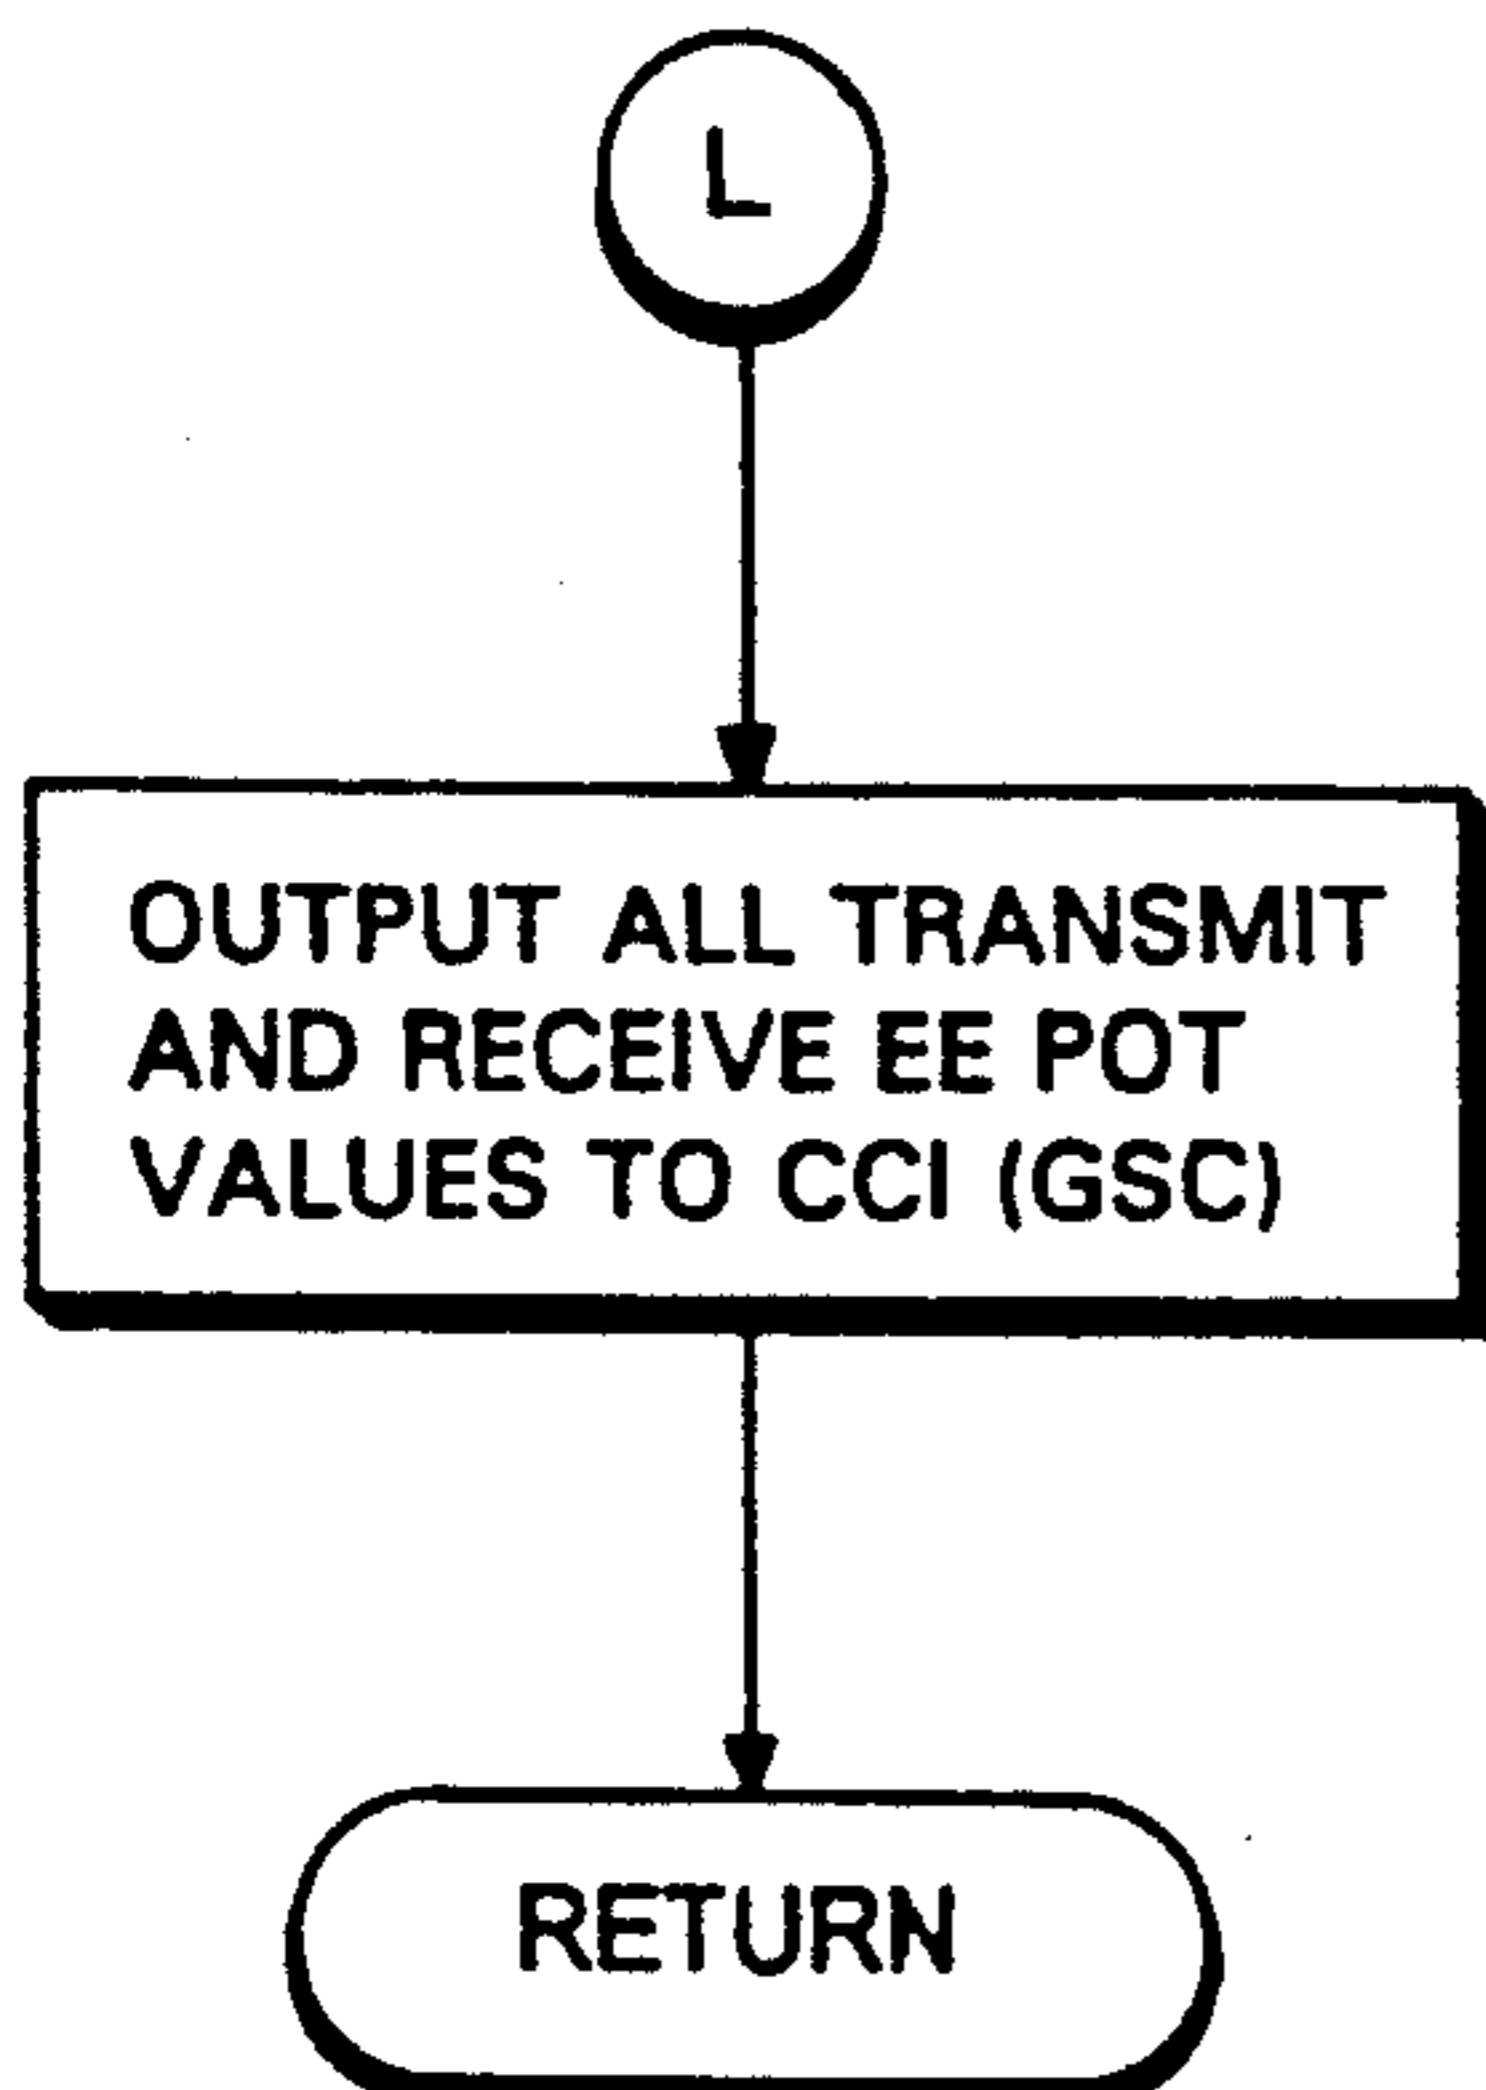 L
OUTPUT ALL TRANSMIT
AND RECEIVE EE POT
VALUES TO CCI (GSC)
RETURN